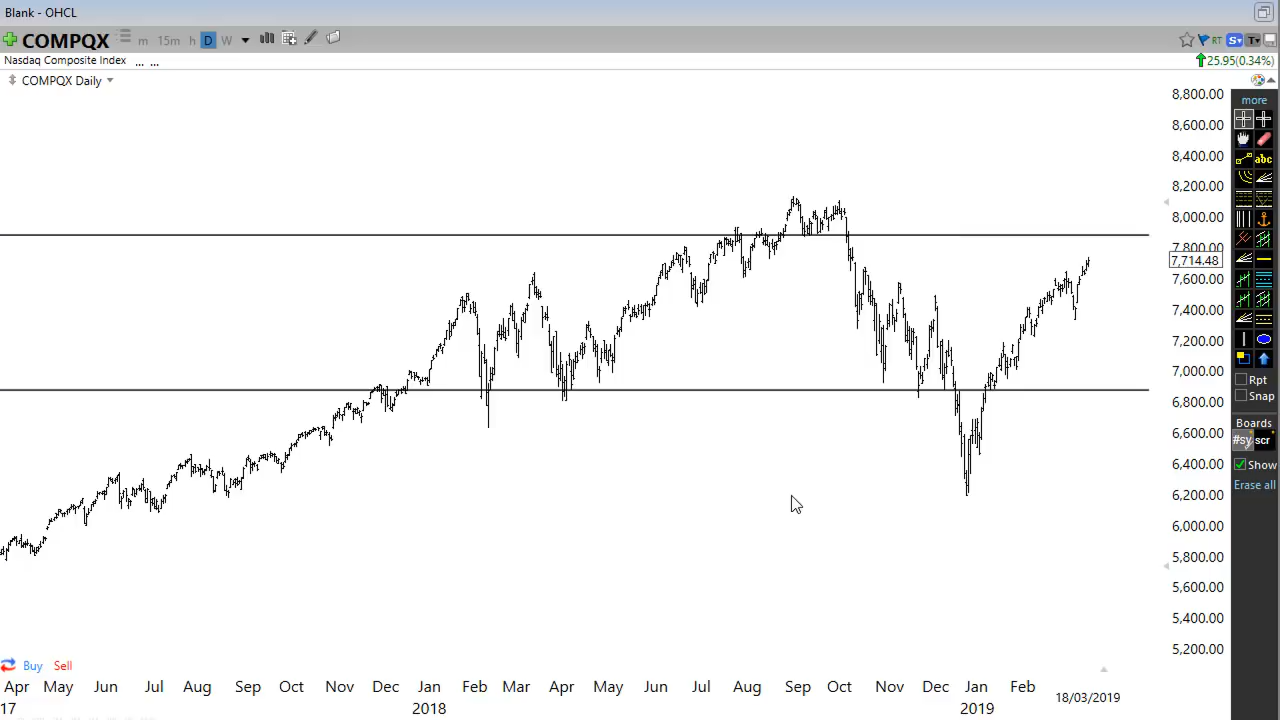 Blank - OHCL
COMPQX m 15m h D W RT S T
Nasdaq Composite Index ... ... 25.95(0.34%)
COMPQX Daily
more
abc
8,800.00
8,600.00
8,400.00
8,200.00
8,000.00
7,800.00
7,714.48
7,600.00
7,400.00
7,200.00
7,000.00
6,800.00
6,600.00
6,400.00
6,200.00
6,000.00
5,800.00
5,600.00
5,400.00
5,200.00
Rpt
Snap
Boards
#sy scr
Show
Erase all
Buy Sell
Apr May Jun Jul Aug Sep Oct Nov Dec Jan Feb Mar Apr May Jun Jul Aug Sep Oct Nov Dec Jan Feb 18/03/2019
17 2018 2019